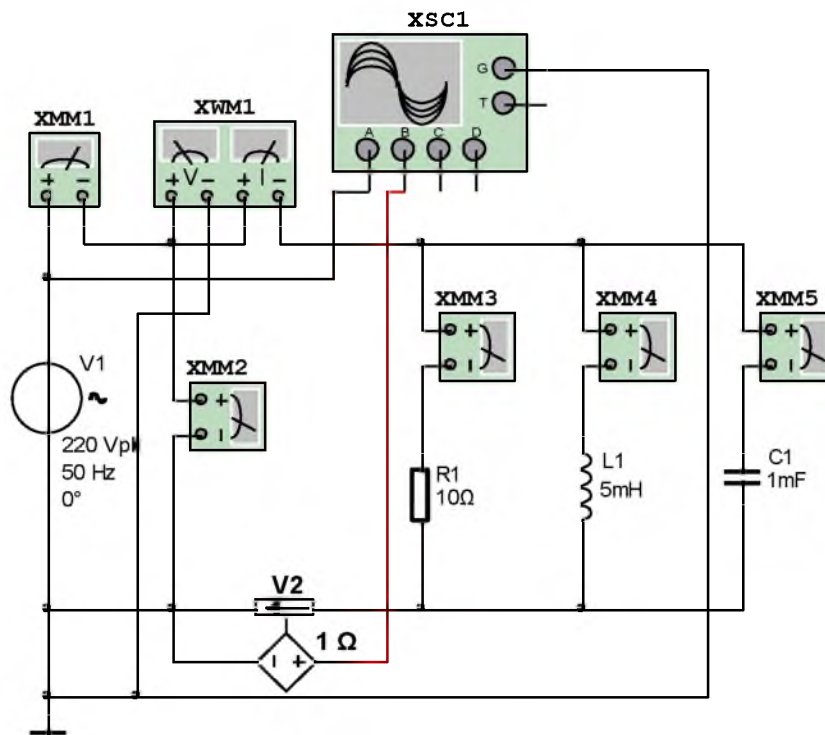 XSC1
G
T
XMM1
XWM1
A B C D
+ −
+ V − + I −
XMM3
XMM4
XMM5
+
+
+
V1
XMM2
+
220 Vpk
50 Hz
0°
R1
10Ω
L1
5mH
C1
1mF
V2
1 Ω
− +